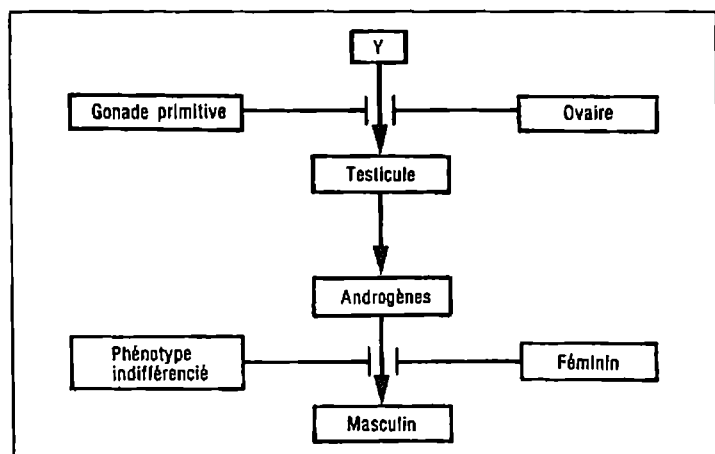 Y
Gonade primitive
Ovaire
Testicule
Androgènes
Phénotype
indifférencié
Féminin
Masculin